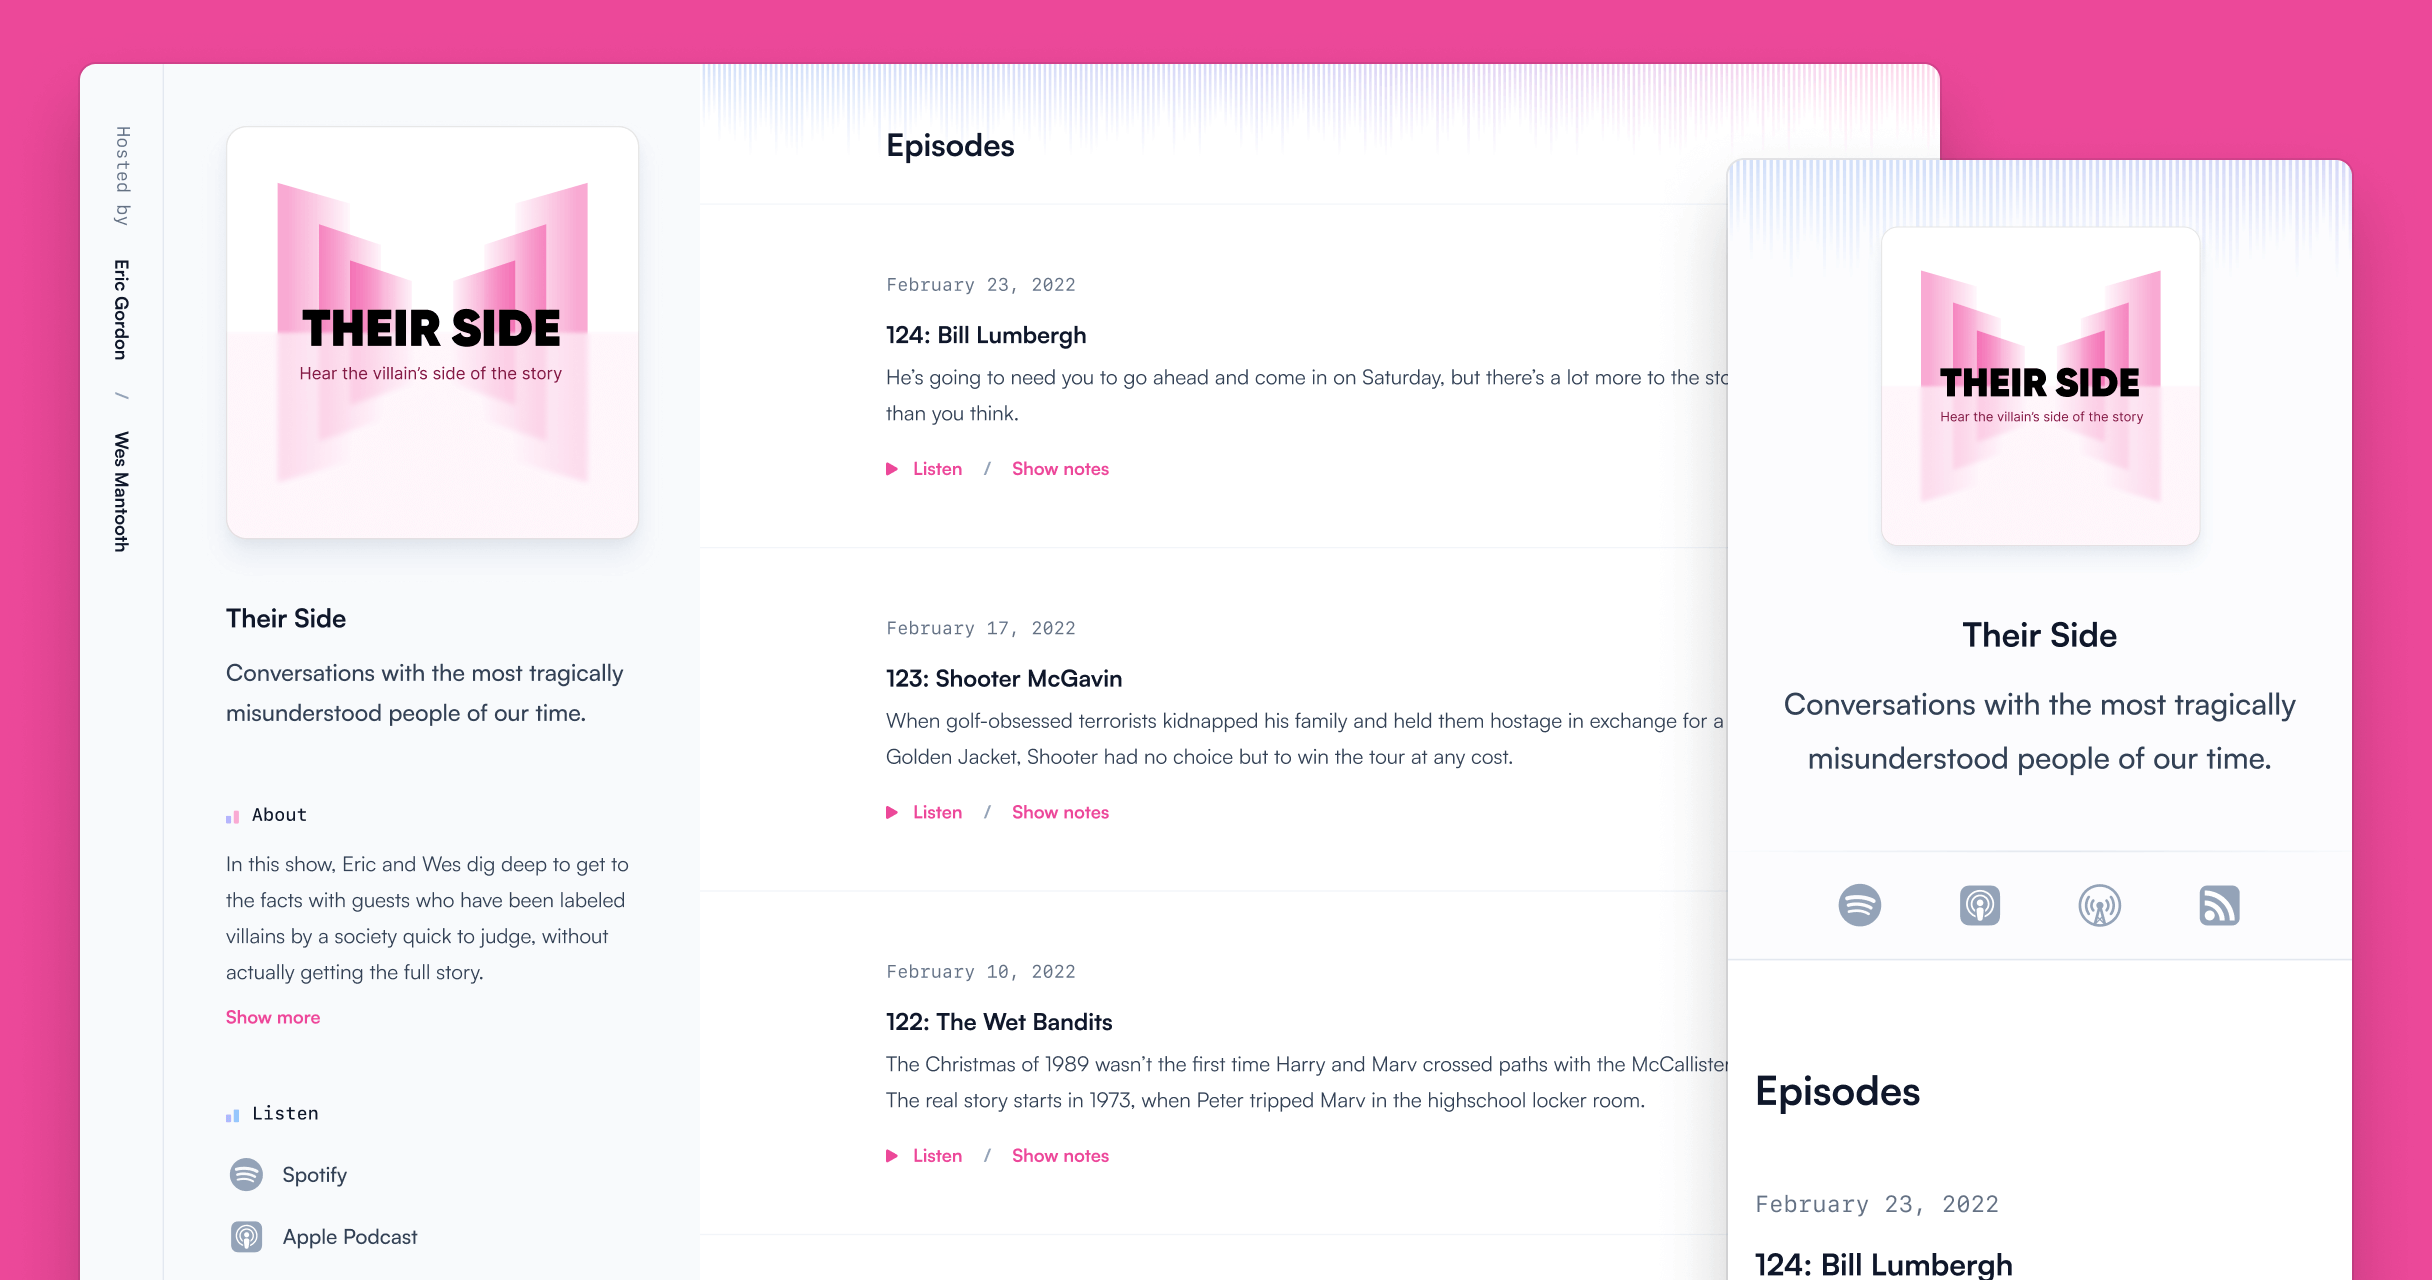 Hosted by Eric Gordon / Wes Mantooth
THEIR SIDE
Hear the villain's side of the story
Their Side
Conversations with the most tragically
misunderstood people of our time.
About
In this show, Eric and Wes dig deep to get to
the facts with guests who have been labeled
villains by a society quick to judge, without
actually getting the full story.
Show more
Listen
Spotify
Apple Podcast
Episodes
February 23, 2022
124: Bill Lumbergh
He’s going to need you to go ahead and come in on Saturday, but there’s a lot more to the
than you think.
Listen / Show notes
February 17, 2022
123: Shooter McGavin
When golf-obsessed terrorists kidnapped his family and held them hostage in exchange for a
Golden Jacket, Shooter had no choice but to win the tour at any cost.
Listen / Show notes
February 10, 2022
122: The Wet Bandits
The Christmas of 1989 wasn’t the first time Harry and Marv crossed paths with the McCallister
The real story starts in 1973, when Peter tripped Marv in the highschool locker room.
Listen / Show notes
THEIR SIDE
Hear the villain's side of the story
Their Side
Conversations with the most tragically
misunderstood people of our time.
Episodes
February 23, 2022
124: Bill Lumbergh